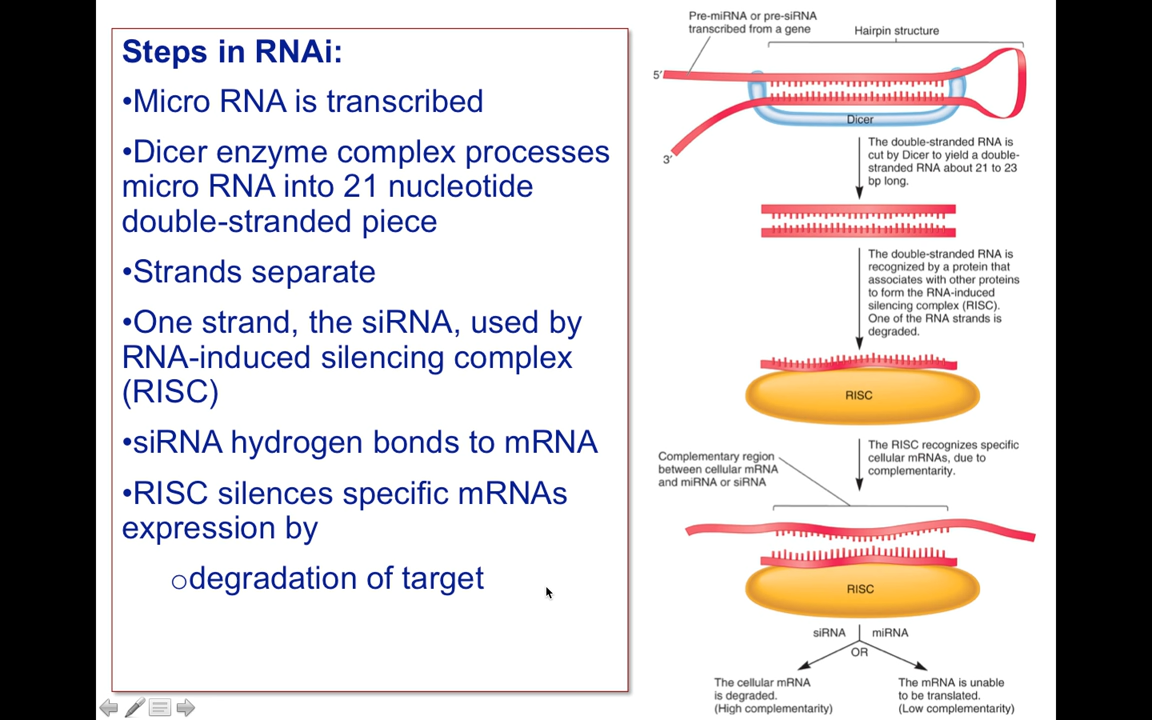 Steps in RNAi:
•Micro RNA is transcribed
•Dicer enzyme complex processes
micro RNA into 21 nucleotide
double-stranded piece
•Strands separate
•One strand, the siRNA, used by
RNA-induced silencing complex
(RISC)
•siRNA hydrogen bonds to mRNA
•RISC silences specific mRNAs
expression by
○degradation of target
Pre-miRNA or pre-siRNA
transcribed from a gene
Hairpin structure
5′
Dicer
3′
The double-stranded RNA is
cut by Dicer to yield a double-
stranded RNA about 21 to 23
bp long.
The double-stranded RNA is
recognized by a protein that
associates with other proteins
to form the RNA-induced
silencing complex (RISC).
One of the RNA strands is
degraded.
RISC
The RISC recognizes specific
cellular mRNAs, due to
complementarity.
Complementary region
between cellular mRNA
and miRNA or siRNA
RISC
siRNA
miRNA
OR
The cellular mRNA
is degraded.
(High complementarity)
The mRNA is unable
to be translated.
(Low complementarity)